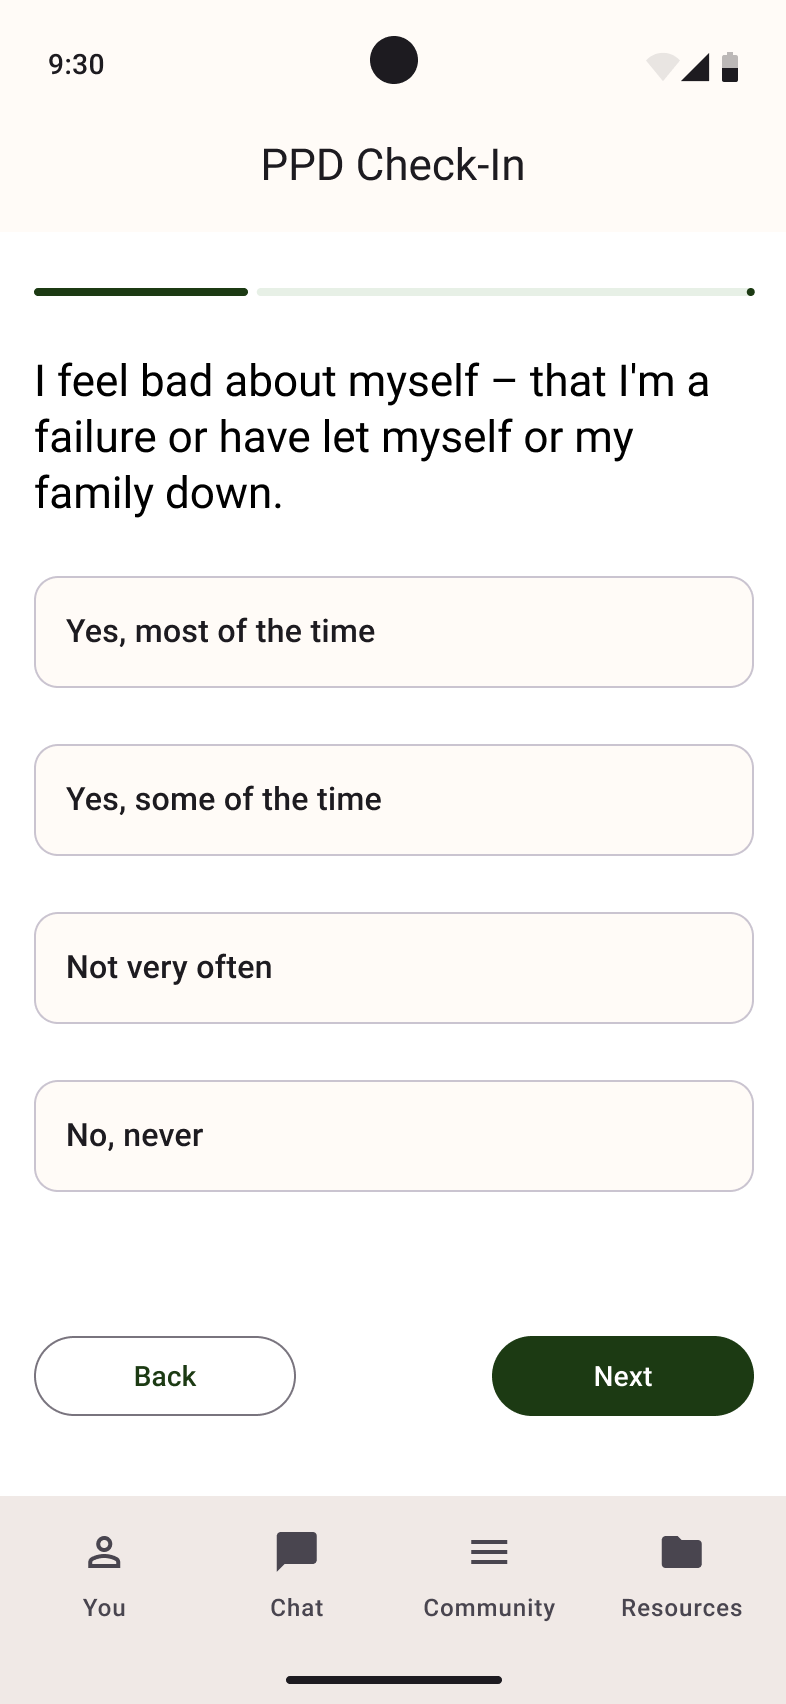 9:30
PPD Check-In
I feel bad about myself – that I'm a
failure or have let myself or my
family down.
Yes, most of the time
Yes, some of the time
Not very often
No, never
Back
Next
You
Chat
Community
Resources